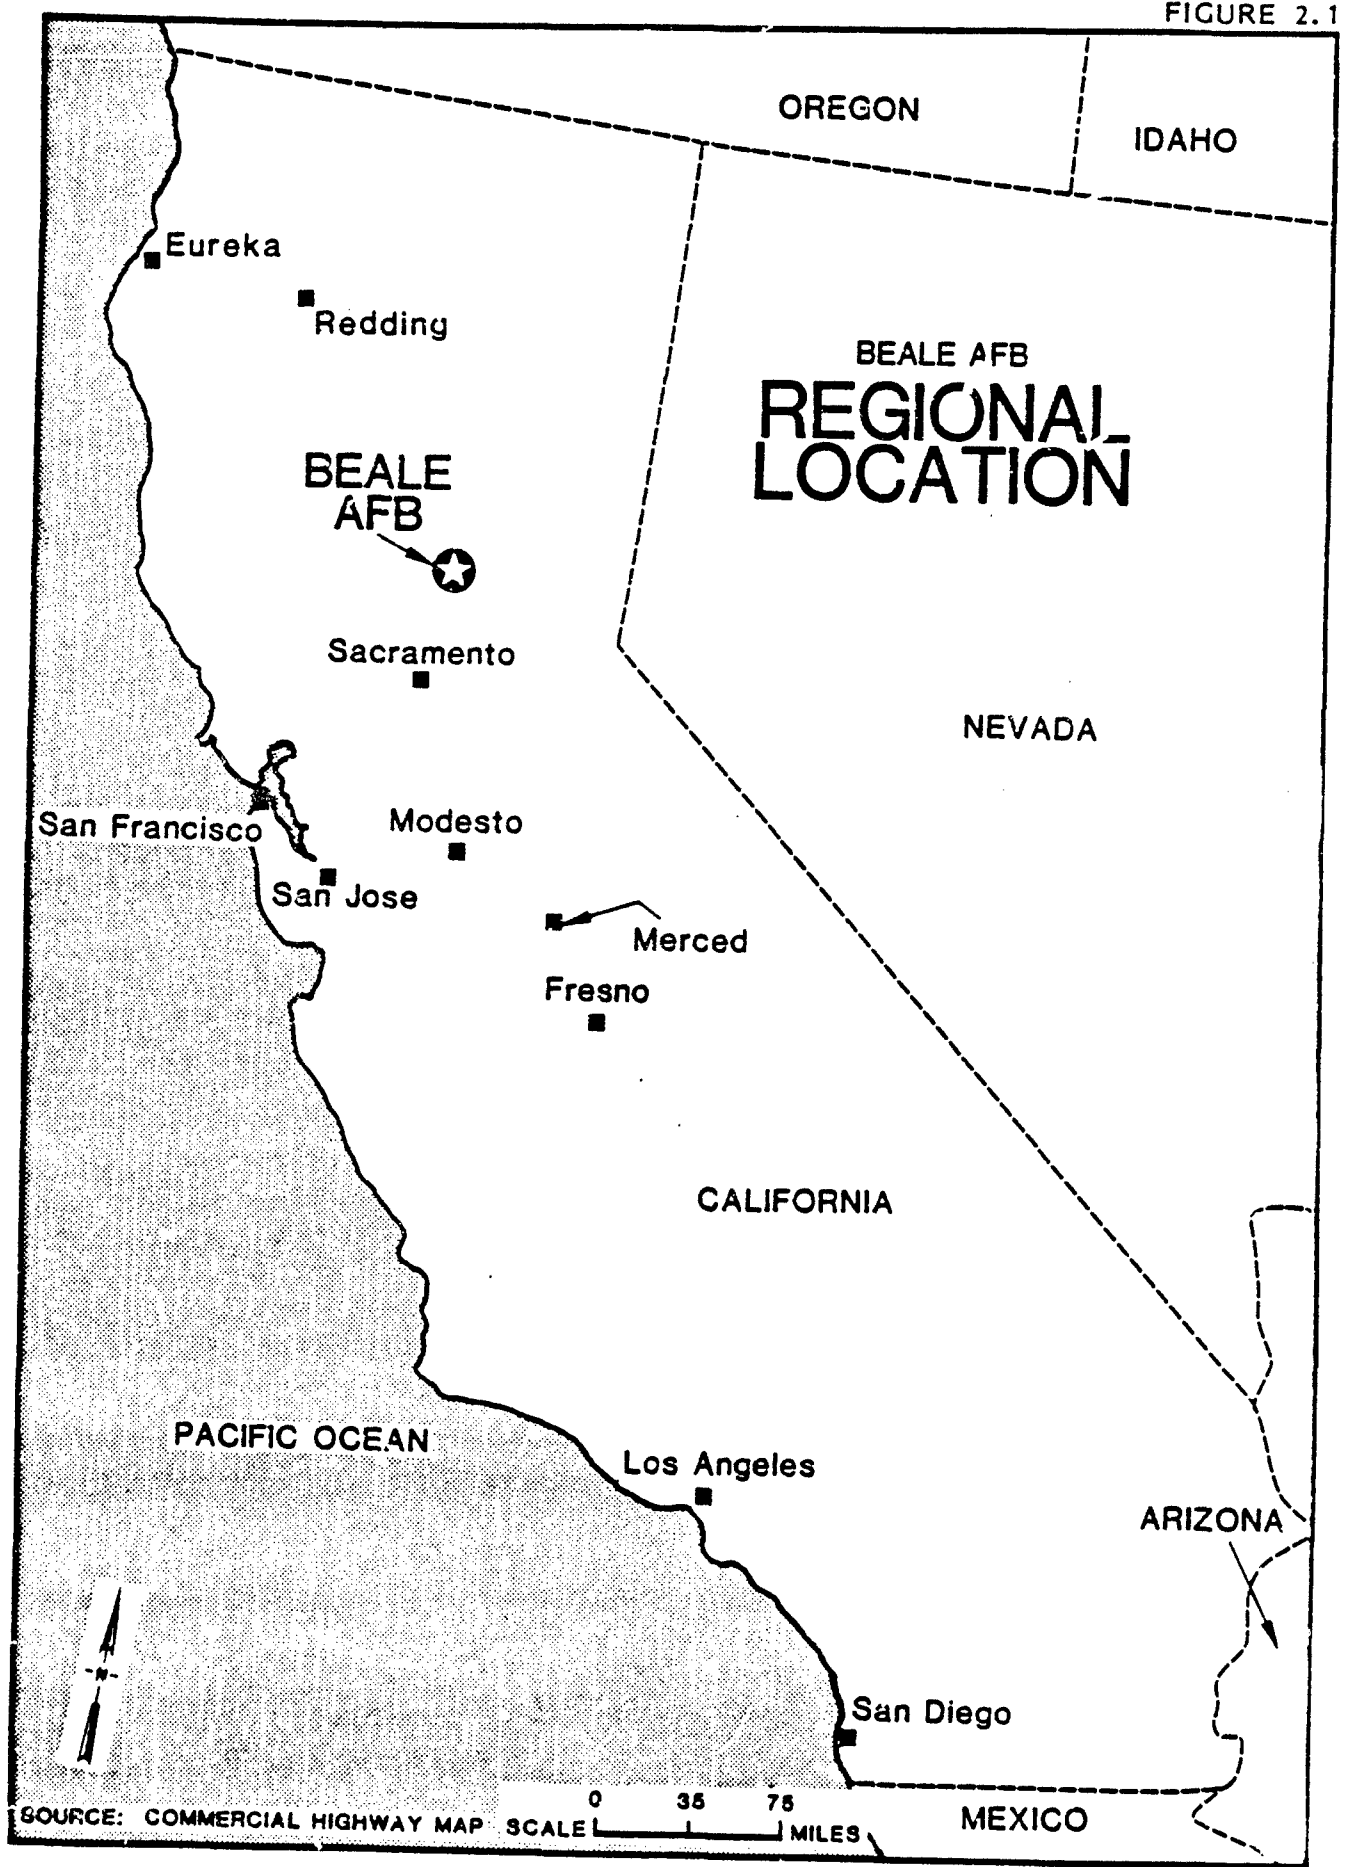 FIGURE 2.1
OREGON
IDAHO
Eureka
Redding
BEALE AFB
REGIONAL
LOCATION
BEALE
AFB
Sacramento
NEVADA
San Francisco
Modesto
San Jose
Merced
Fresno
CALIFORNIA
PACIFIC OCEAN
Los Angeles
ARIZONA
-N-
San Diego
MEXICO
SOURCE: COMMERCIAL HIGHWAY MAP
SCALE
0 35 75
MILES